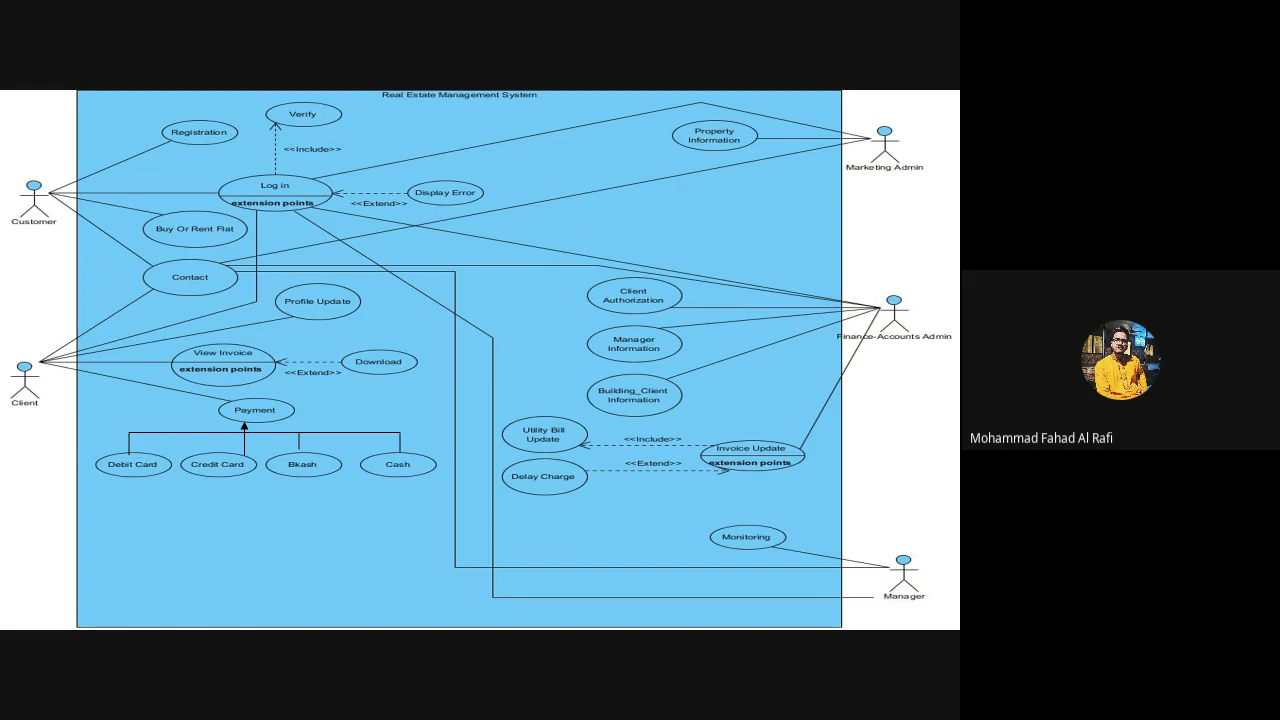 Real Estate Management System
Verify
Registration
<<Include>>
Property
Information
Marketing Admin
Log in
extension points
Display Error
<<Extend>>
Customer
Buy Or Rent Flat
Contact
Profile Update
Client
Authorization
Finance-Accounts Admin
Manager
Information
View Invoice
extension points
Download
<<Extend>>
Client
Building_Client
Information
Payment
Utility Bill
Update
<<Include>>
Invoice Update
extension points
<<Extend>>
Delay Charge
Debit Card
Credit Card
Bkash
Cash
Monitoring
Manager
Mohammad Fahad Al Rafi